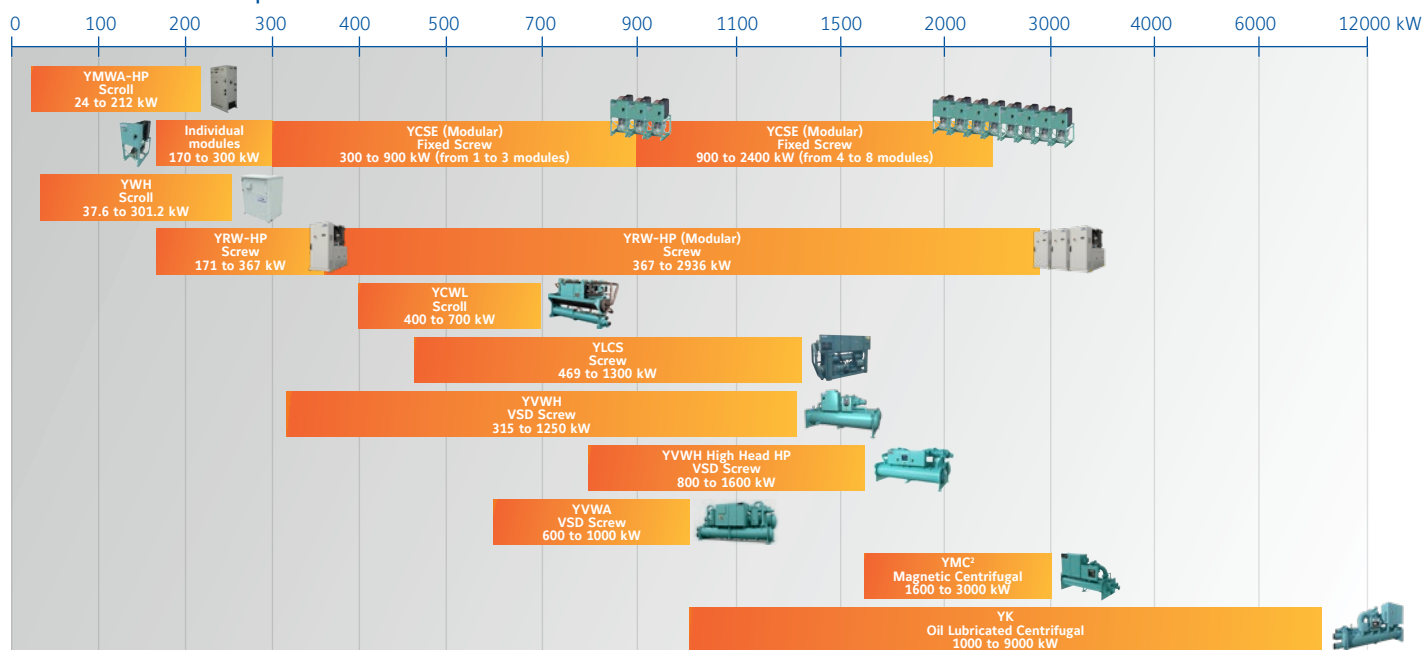 0 100 200 300 400 700 900 1100 1500 2000 3000 4000 6000 12000 kW
YMWA-HP
Scroll
24 to 212 kW
Individual
modules
170 to 300 kW
YCSE (Modular)
Fixed Screw
300 to 900 kW (from 1 to 3 modules)
YCSE (Modular)
Fixed Screw
900 to 2400 kW (from 4 to 8 modules)
YWH
Scroll
37.6 to 301.2 kW
YRW-HP
Screw
171 to 367 kW
YRW-HP (Modular)
Screw
367 to 2936 kW
YCWL
Scroll
400 to 700 kW
YLCS
Screw
469 to 1300 kW
YVWH
VSD Screw
315 to 1250 kW
YVWH High Head HP
VSD Screw
800 to 1600 kW
YVWA
VSD Screw
600 to 1000 kW
YMC²
Magnetic Centrifugal
1600 to 3000 kW
YK
Oil Lubricated Centrifugal
1000 to 9000 kW